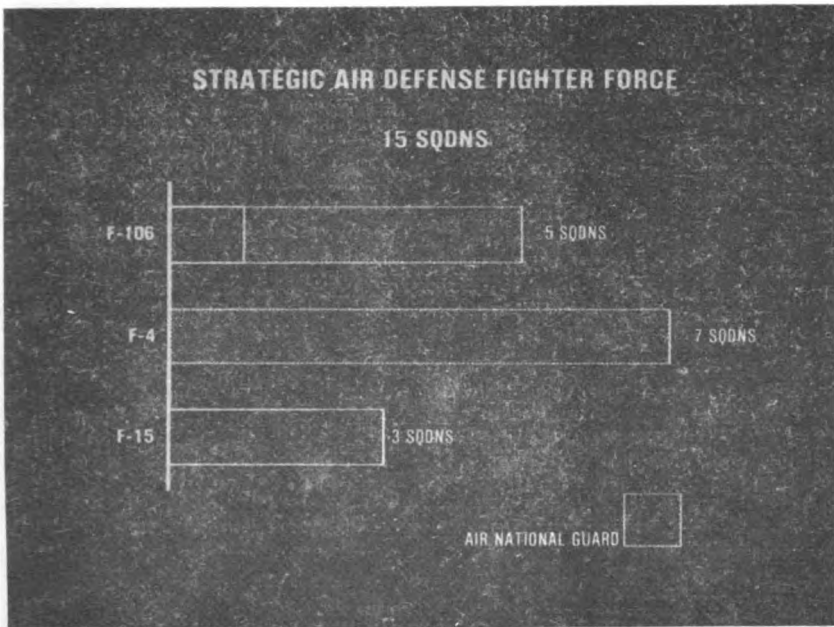 STRATEGIC AIR DEFENSE FIGHTER FORCE
15 SQDNS
F-106
5 SQDNS
F-4
7 SQDNS
F-15
3 SQDNS
AIR NATIONAL GUARD